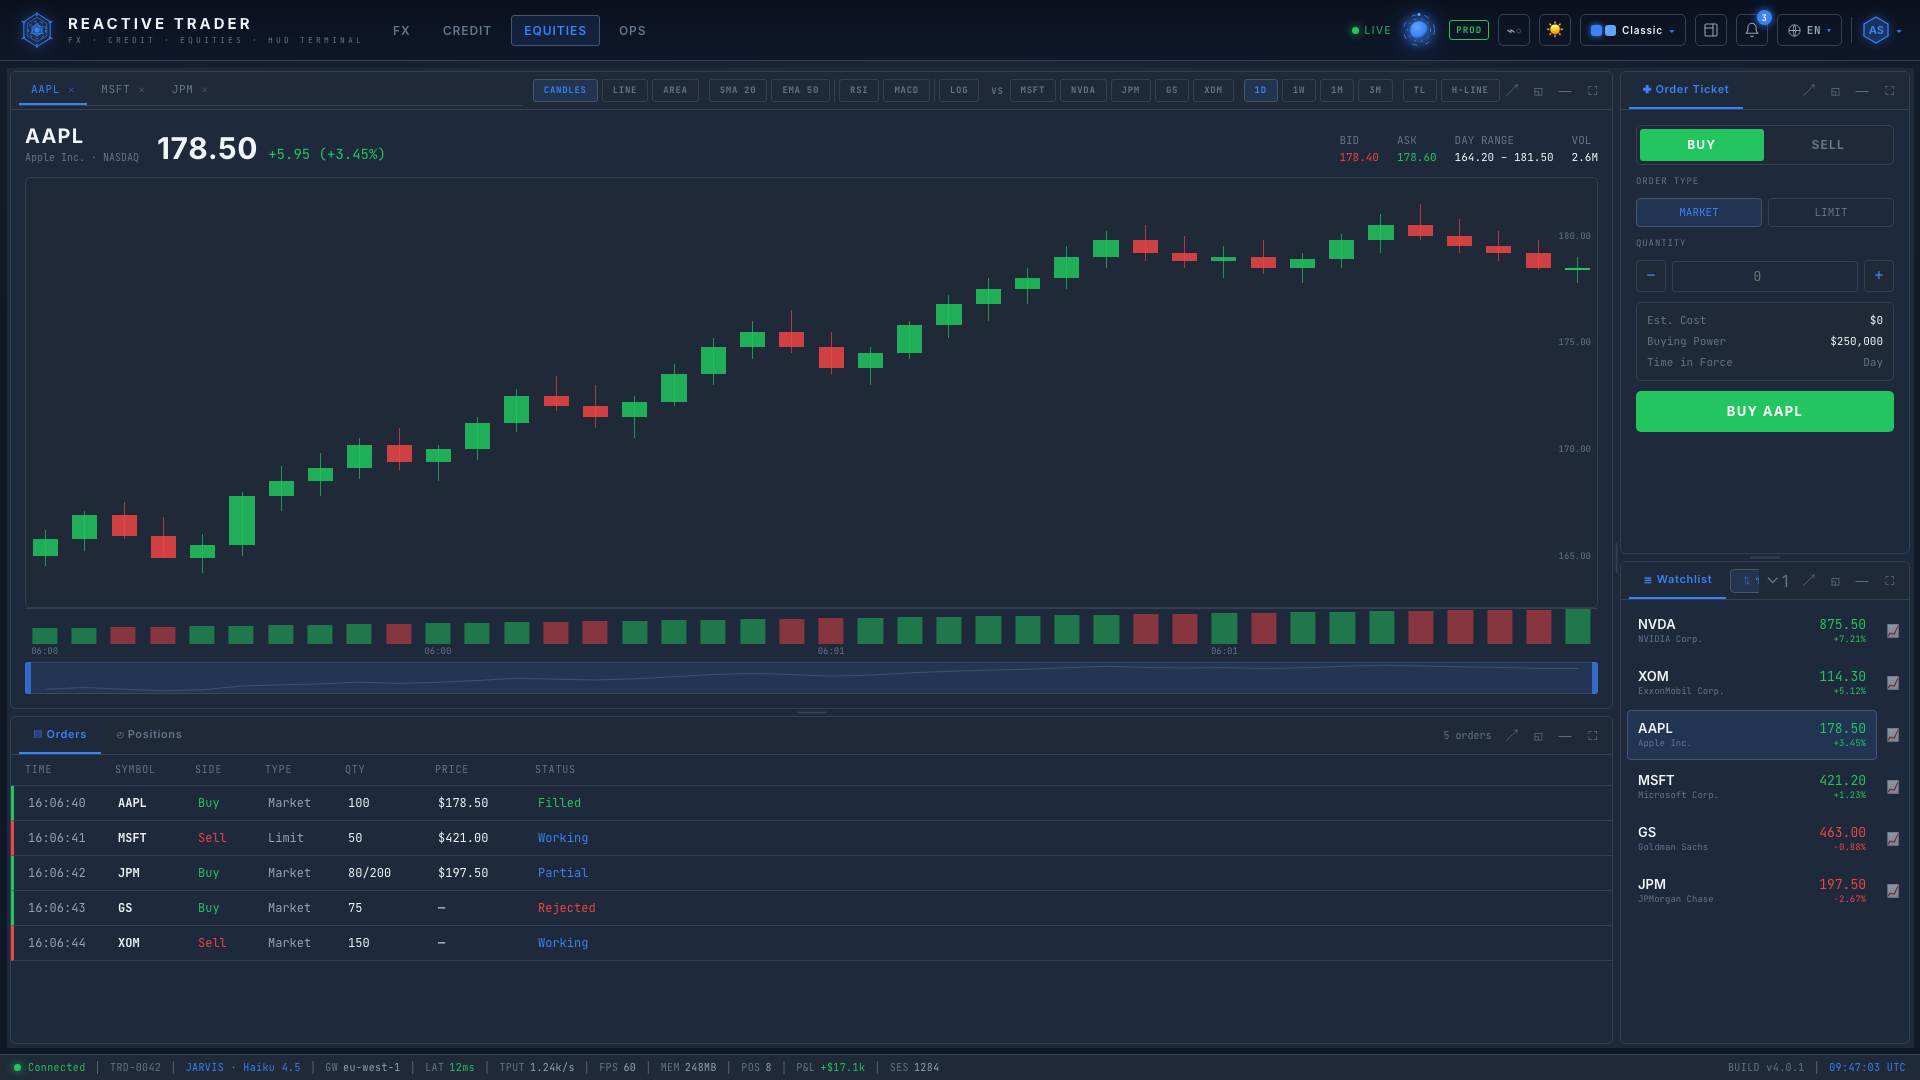 REACTIVE TRADER
FX · CREDIT · EQUITIES · HUD TERMINAL
FX CREDIT EQUITIES OPS
LIVE PROD Classic 3 EN AS
AAPL × MSFT × JPM ×
CANDLES LINE AREA SMA 20 EMA 50 RSI MACD LOG VS MSFT NVDA JPM GS XOM 1D 1W 1M 3M TL H-LINE
AAPL
Apple Inc. · NASDAQ
178.50 +5.95 (+3.45%)
BID ASK DAY RANGE VOL
178.40 178.60 164.20 – 181.50 2.6M
180.00
175.00
170.00
165.00
06:00 06:00 06:01 06:01
Orders Positions
5 orders
TIME SYMBOL SIDE TYPE QTY PRICE STATUS
16:06:40 AAPL Buy Market 100 $178.50 Filled
16:06:41 MSFT Sell Limit 50 $421.00 Working
16:06:42 JPM Buy Market 80/200 $197.50 Partial
16:06:43 GS Buy Market 75 — Rejected
16:06:44 XOM Sell Market 150 — Working
Order Ticket
BUY SELL
ORDER TYPE
MARKET LIMIT
QUANTITY
− 0 +
Est. Cost $0
Buying Power $250,000
Time in Force Day
BUY AAPL
Watchlist 1
NVDA 875.50
NVIDIA Corp. +7.21%
XOM 114.30
ExxonMobil Corp. +5.12%
AAPL 178.50
Apple Inc. +3.45%
MSFT 421.20
Microsoft Corp. +1.23%
GS 463.00
Goldman Sachs -0.88%
JPM 197.50
JPMorgan Chase -2.67%
Connected TRD-0042 JARVIS · Haiku 4.5 GW eu-west-1 LAT 12ms TPUT 1.24k/s FPS 60 MEM 248MB POS 8 P&L +$17.1k SES 1284
BUILD v4.0.1 09:47:03 UTC